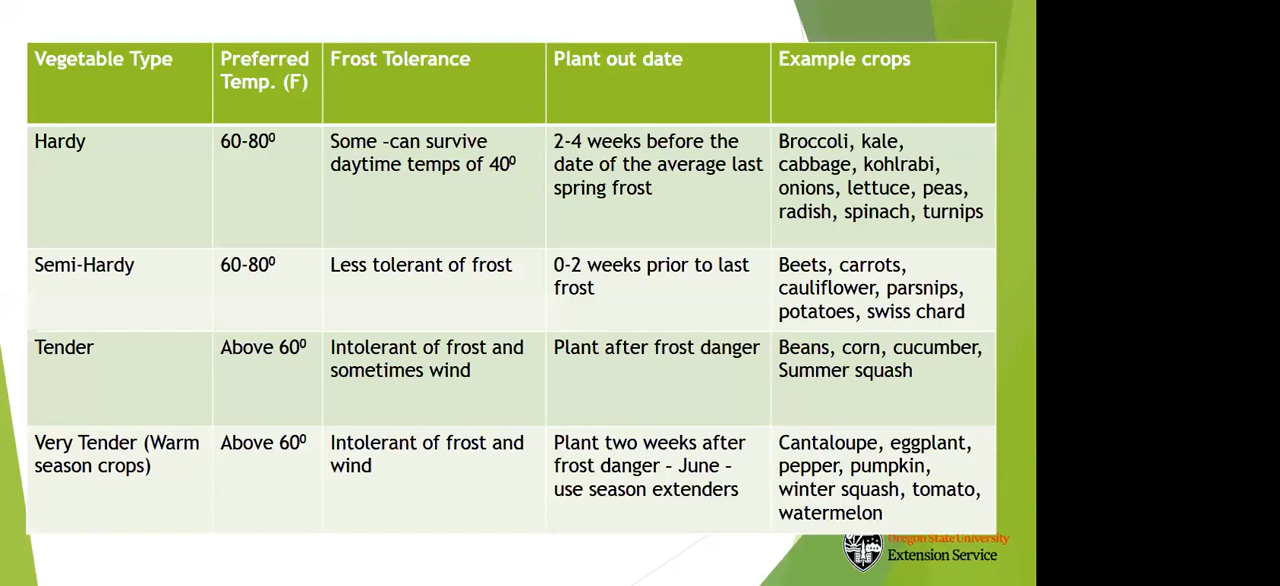 Vegetable Type
Preferred
Temp. (F)
Frost Tolerance
Plant out date
Example crops
Hardy
60-80⁰
Some –can survive
daytime temps of 40⁰
2-4 weeks before the
date of the average last
spring frost
Broccoli, kale,
cabbage, kohlrabi,
onions, lettuce, peas,
radish, spinach, turnips
Semi-Hardy
60-80⁰
Less tolerant of frost
0-2 weeks prior to last
frost
Beets, carrots,
cauliflower, parsnips,
potatoes, swiss chard
Tender
Above 60⁰
Intolerant of frost and
sometimes wind
Plant after frost danger
Beans, corn, cucumber,
Summer squash
Very Tender (Warm
season crops)
Above 60⁰
Intolerant of frost and
wind
Plant two weeks after
frost danger – June –
use season extenders
Cantaloupe, eggplant,
pepper, pumpkin,
winter squash, tomato,
watermelon
Oregon State University
Extension Service